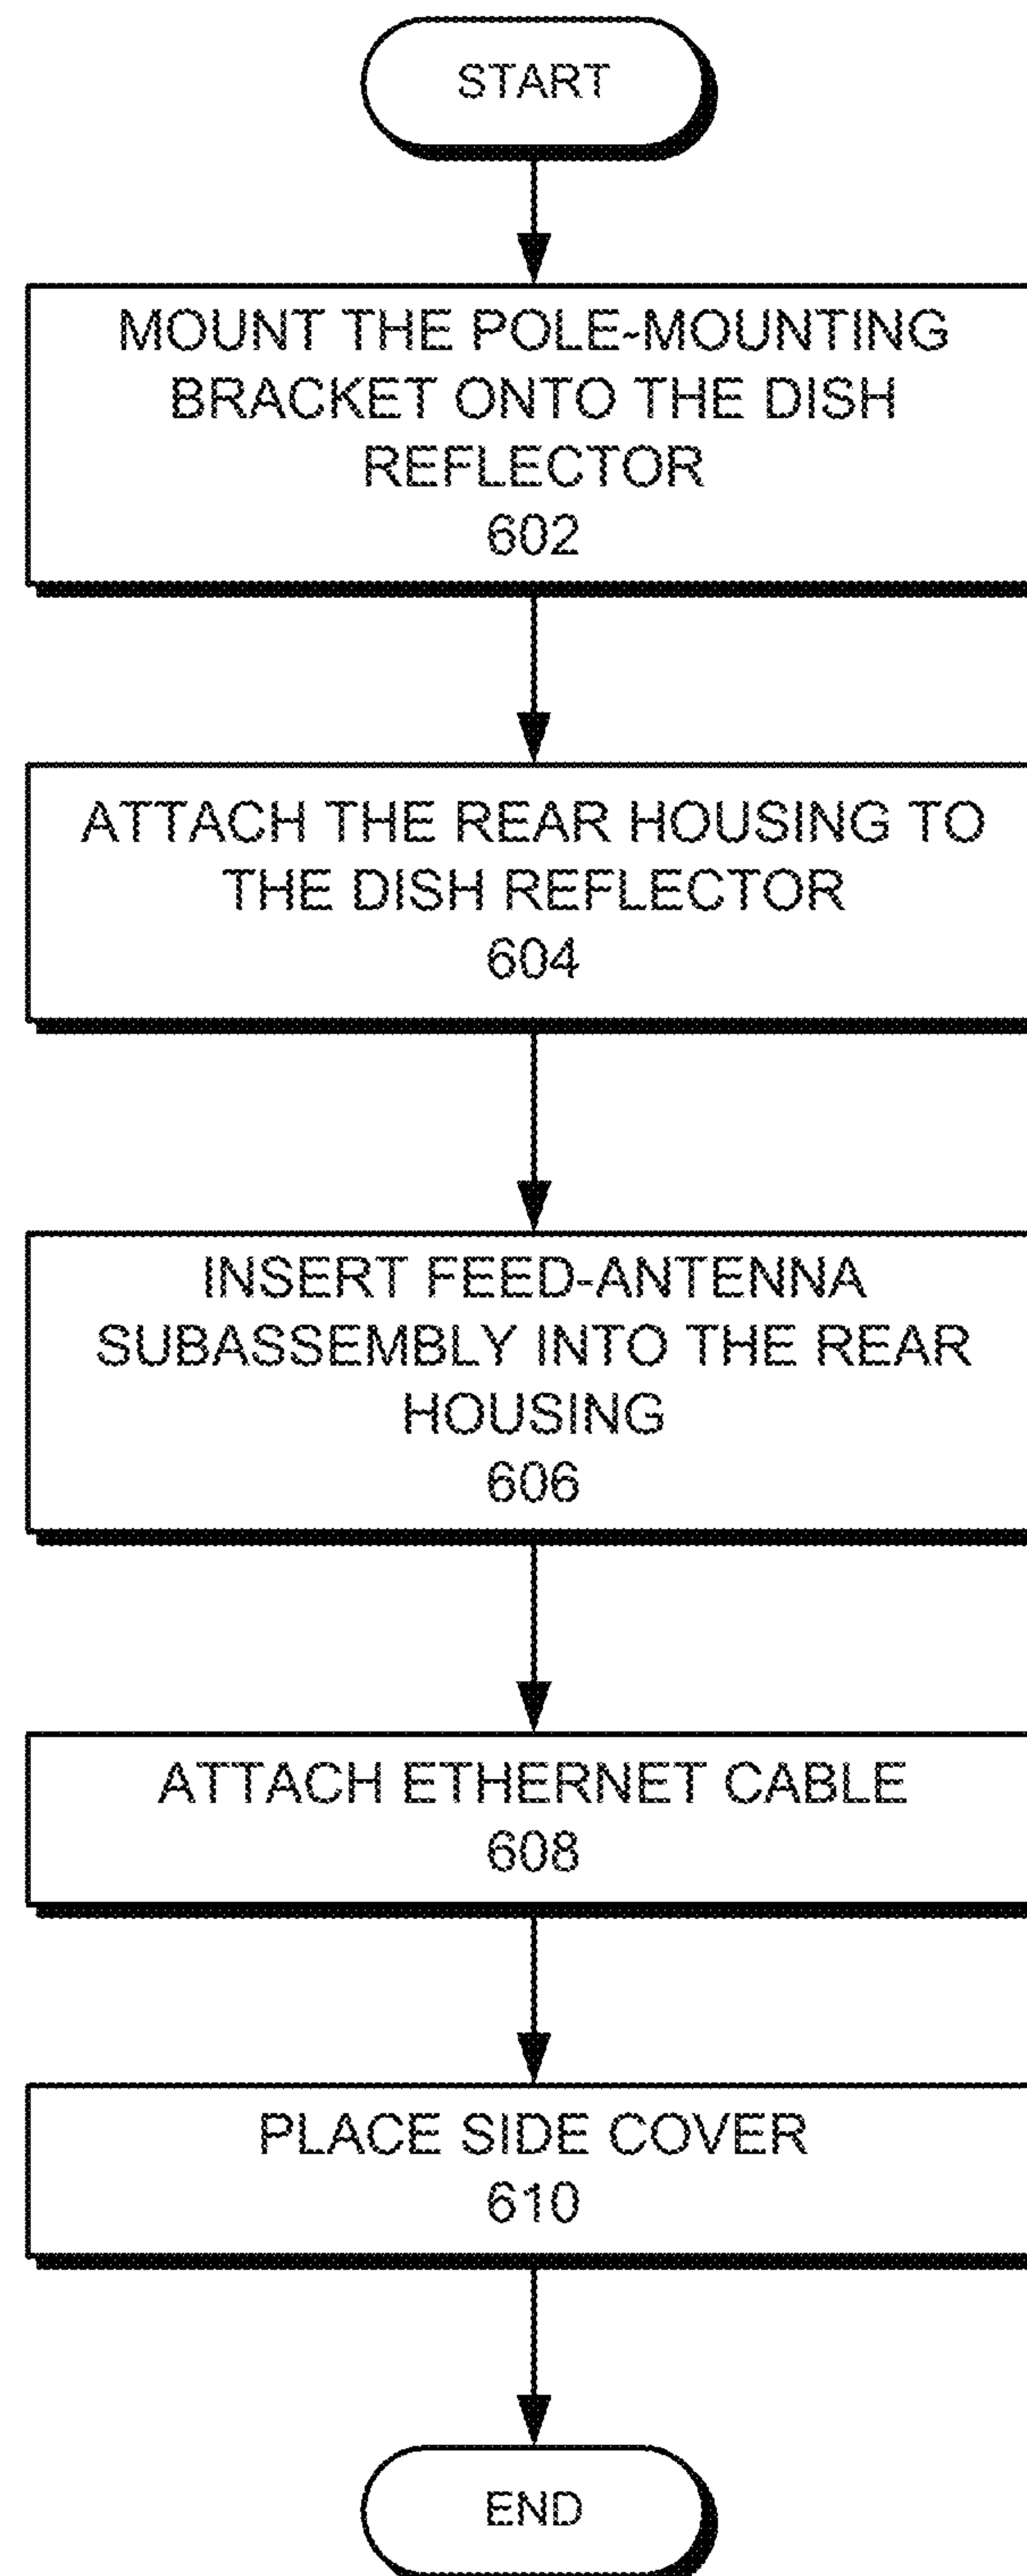 START
MOUNT THE POLE-MOUNTING
BRACKET ONTO THE DISH
REFLECTOR
602
ATTACH THE REAR HOUSING TO
THE DISH REFLECTOR
604
INSERT FEED-ANTENNA
SUBASSEMBLY INTO THE REAR
HOUSING
606
ATTACH ETHERNET CABLE
608
PLACE SIDE COVER
610
END